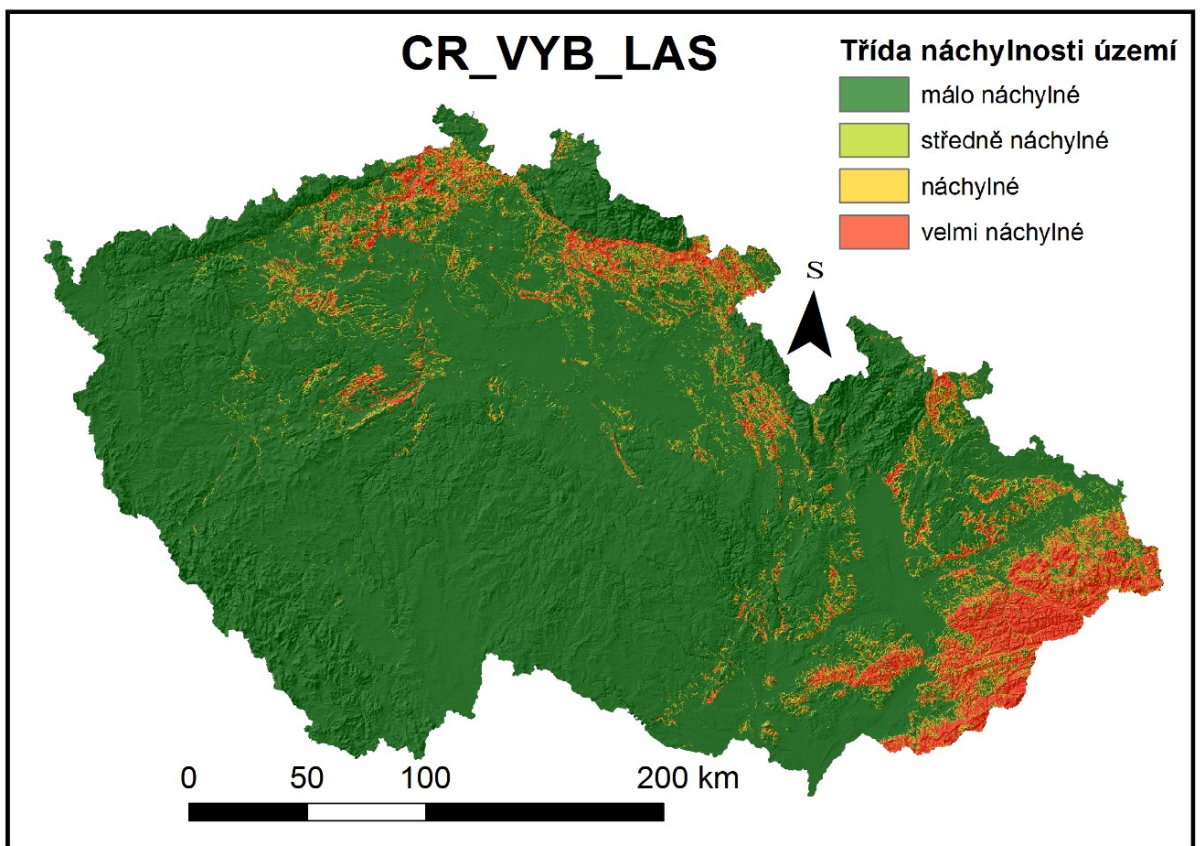 CR_VYB_LAS
Třída náchylnosti území
málo náchylné
středně náchylné
náchylné
velmi náchylné
S
0 50 100 200 km